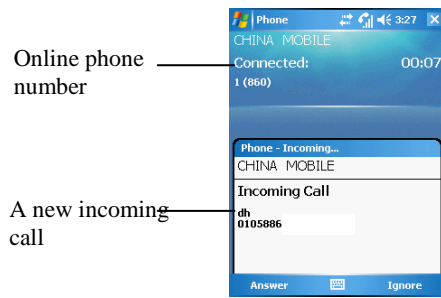 Phone 3:27
CHINA MOBILE
Online phone number
Connected: 00:07
1 (860)
Phone - Incoming...
CHINA MOBILE
Incoming Call
A new incoming call
dh
0105886
Answer Ignore